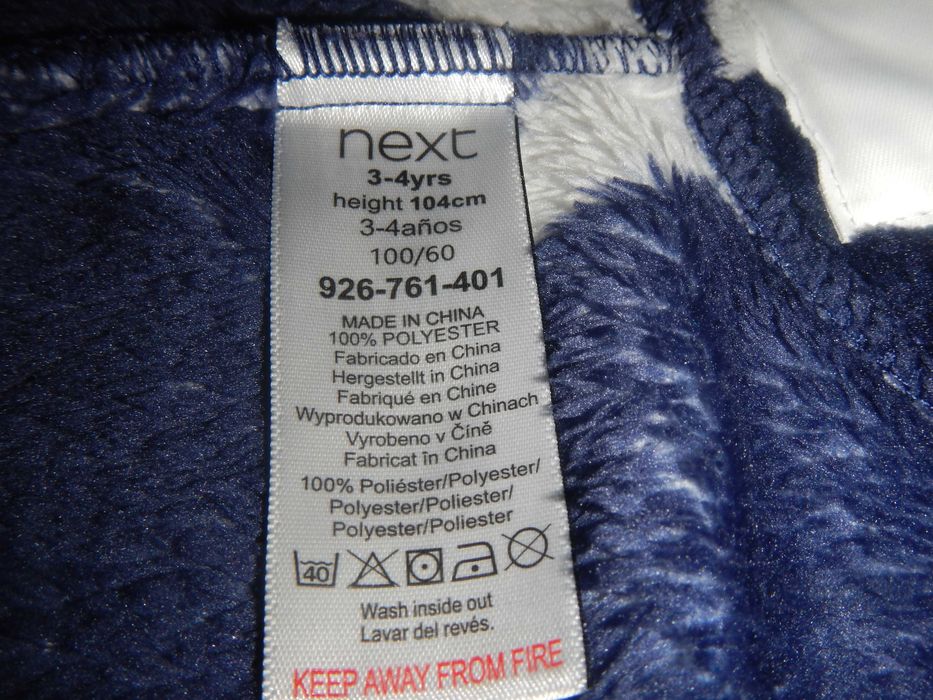 next
3-4yrs
height 104cm
3-4años
100/60
926-761-401
MADE IN CHINA
100% POLYESTER
Fabricado en China
Hergestellt in China
Fabriqué en Chine
Wyprodukowano w Chinach
Vyrobeno v Číně
Fabricat în China
100% Poliéster/Polyester/
Polyester/Poliester/
Polyester/Poliester
40
Wash inside out
Lavar del revés.
KEEP AWAY FROM FIRE